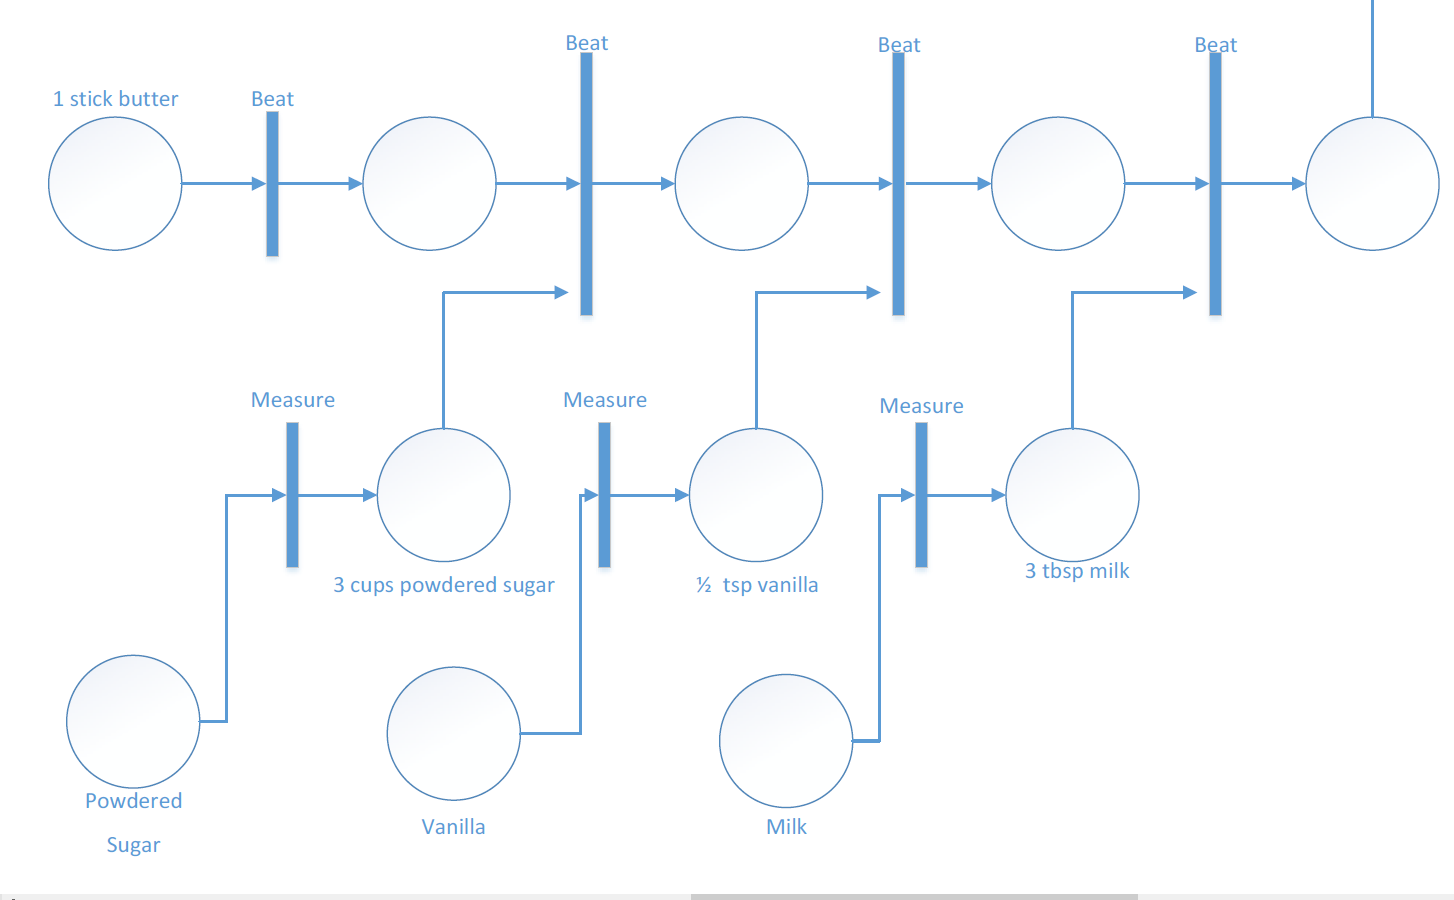 Beat
Beat
Beat
1 stick butter
Beat
Measure
Measure
Measure
3 cups powdered sugar
½ tsp vanilla
3 tbsp milk
Powdered
Sugar
Vanilla
Milk